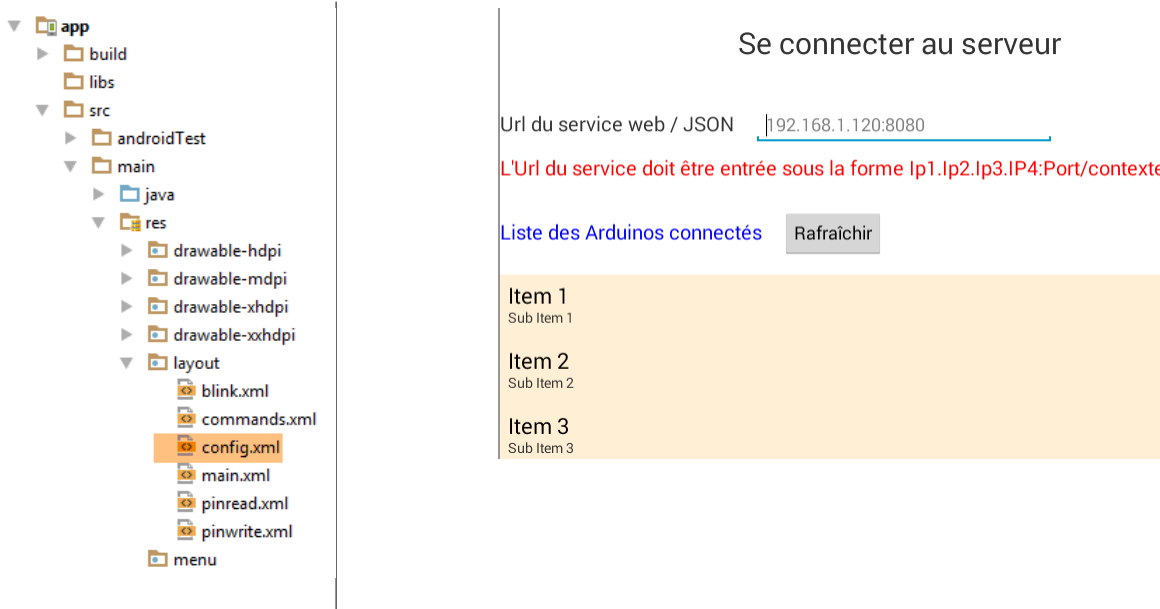 app
build
libs
src
androidTest
main
java
res
drawable-hdpi
drawable-mdpi
drawable-xhdpi
drawable-xxhdpi
layout
blink.xml
commands.xml
config.xml
main.xml
pinread.xml
pinwrite.xml
menu
Se connecter au serveur
Url du service web / JSON 192.168.1.120:8080
L'Url du service doit être entrée sous la forme Ip1.Ip2.Ip3.IP4:Port/contexte
Liste des Arduinos connectés Rafraîchir
Item 1
Sub Item 1
Item 2
Sub Item 2
Item 3
Sub Item 3